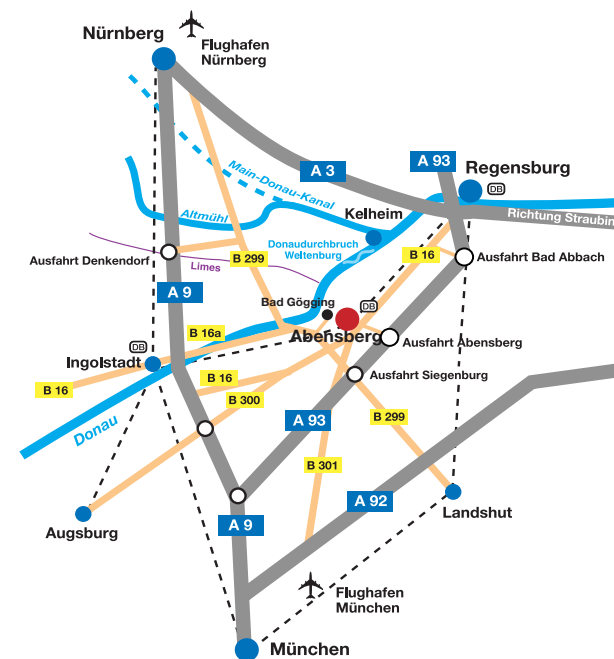 Nürnberg
Flughafen
Nürnberg
A 93
A 3
Regensburg
DB
Main-Donau-Kanal
Altmühl
Kelheim
Richtung Straubin
Donaudurchbruch
Weltenburg
Ausfahrt Denkendorf
Limes
B 299
B 16
Ausfahrt Bad Abbach
A 9
Bad Gögging
DB
B 16a
Abensberg
DB
Ausfahrt Abensberg
Ingolstadt
B 16
B 16
Ausfahrt Siegenburg
B 300
Donau
A 93
B 299
B 301
A 92
Landshut
Augsburg
A 9
Flughafen
München
München